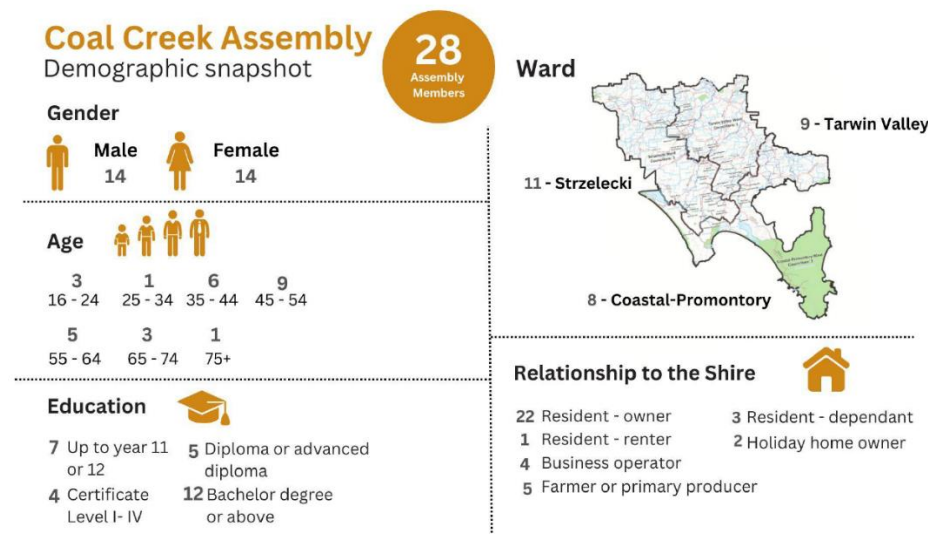 Coal Creek Assembly
Demographic snapshot
28
Assembly
Members
Gender
Male
14
Female
14
Age
3
16 - 24
1
25 - 34
6
35 - 44
9
45 - 54
5
55 - 64
3
65 - 74
1
75+
Education
7 Up to year 11
or 12
4 Certificate
Level I- IV
5 Diploma or advanced
diploma
12 Bachelor degree
or above
Ward
9 - Tarwin Valley
11 - Strzelecki
8 - Coastal-Promontory
Relationship to the Shire
22 Resident - owner
1 Resident - renter
4 Business operator
5 Farmer or primary producer
3 Resident - dependant
2 Holiday home owner